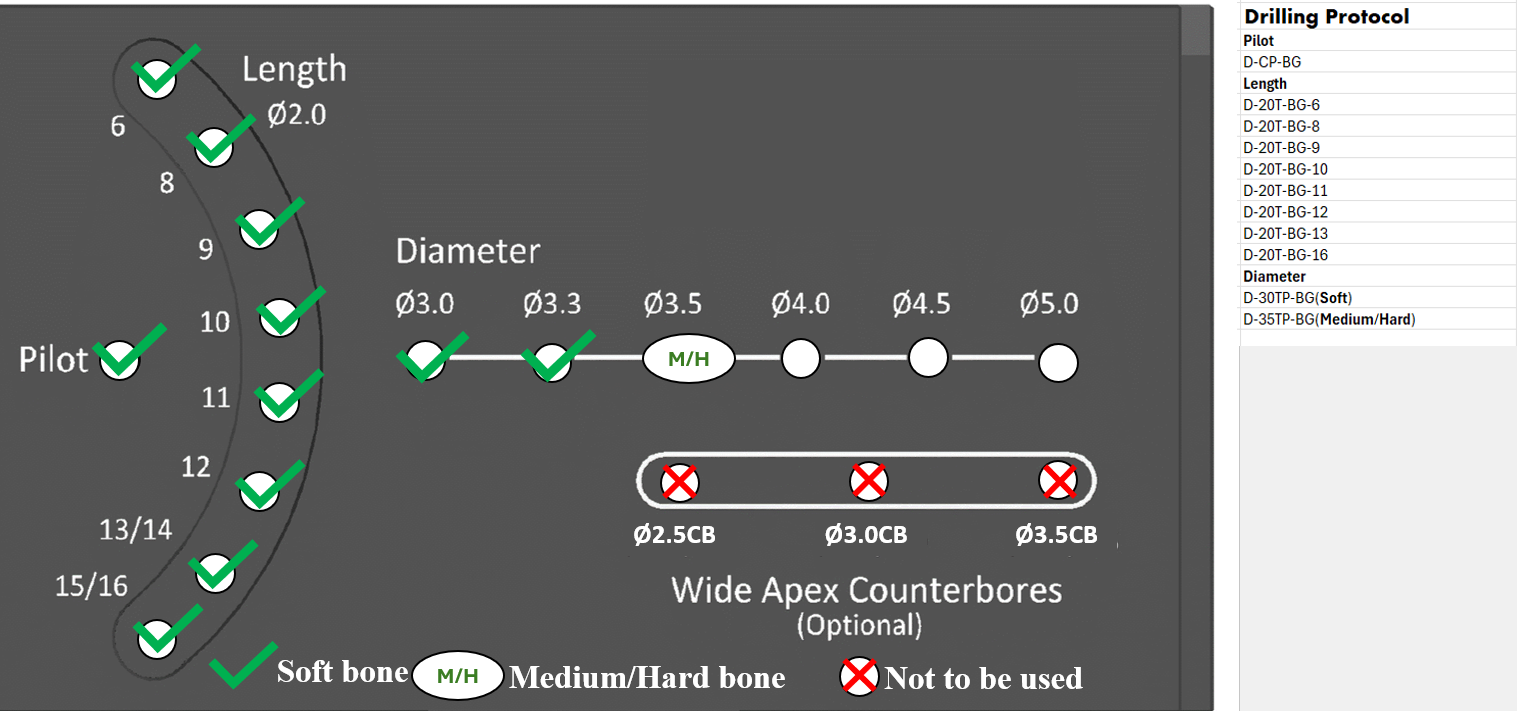 Length
Ø2.0
6
8
9
10
Pilot
11
12
13/14
15/16
Diameter
Ø3.0 Ø3.3 Ø3.5 Ø4.0 Ø4.5 Ø5.0
M/H
Ø2.5CB Ø3.0CB Ø3.5CB
Wide Apex Counterbores
(Optional)
Soft bone M/H Medium/Hard bone Not to be used
Drilling Protocol
Pilot
D-CP-BG
Length
D-20T-BG-6
D-20T-BG-8
D-20T-BG-9
D-20T-BG-10
D-20T-BG-11
D-20T-BG-12
D-20T-BG-13
D-20T-BG-16
Diameter
D-30TP-BG(Soft)
D-35TP-BG(Medium/Hard)